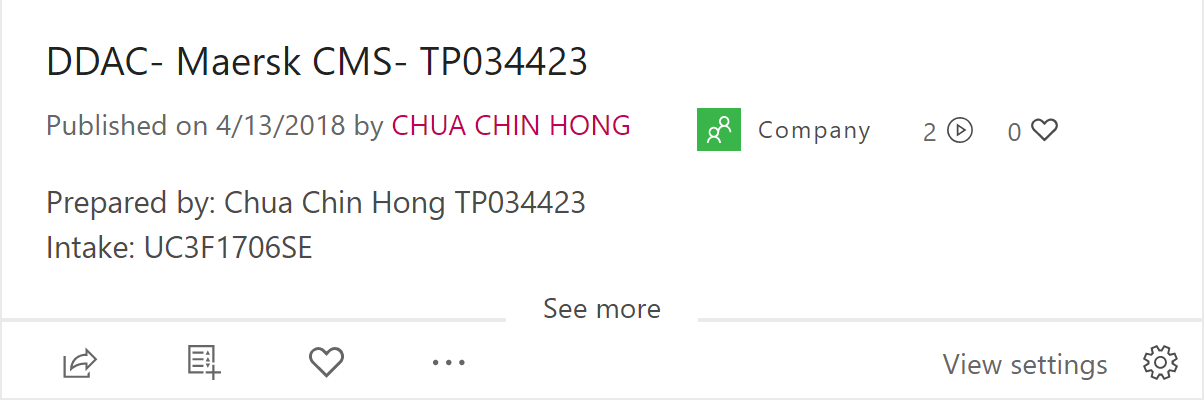 DDAC- Maersk CMS- TP034423
Published on 4/13/2018 by CHUA CHIN HONG Company 2 0
Prepared by: Chua Chin Hong TP034423
Intake: UC3F1706SE
See more
View settings